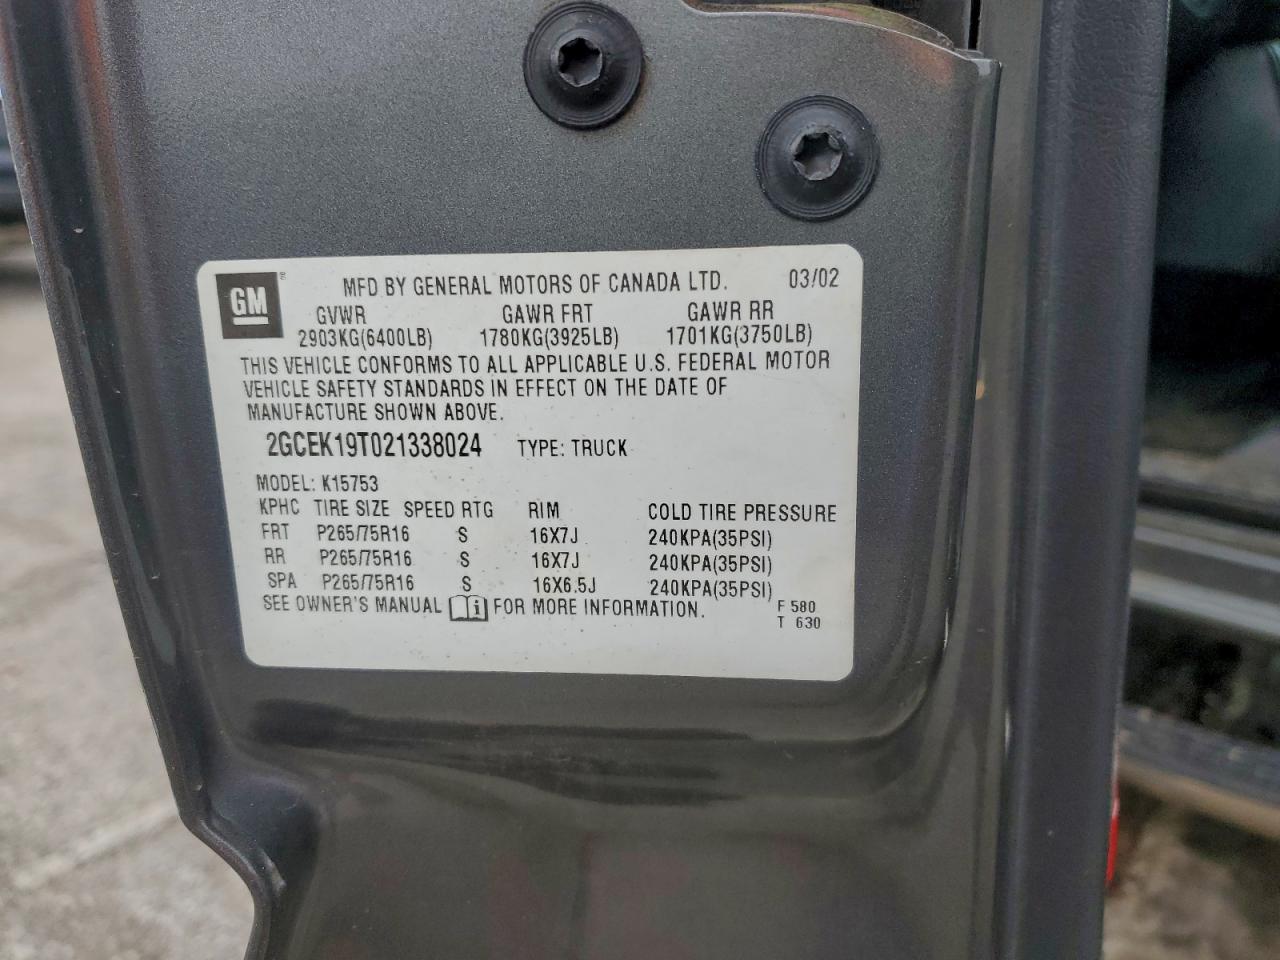 GM ®
MFD BY GENERAL MOTORS OF CANADA LTD. 03/02
GVWR GAWR FRT GAWR RR
2903KG(6400LB) 1780KG(3925LB) 1701KG(3750LB)
THIS VEHICLE CONFORMS TO ALL APPLICABLE U.S. FEDERAL MOTOR
VEHICLE SAFETY STANDARDS IN EFFECT ON THE DATE OF
MANUFACTURE SHOWN ABOVE.
2GCEK19T021338024 TYPE: TRUCK
MODEL: K15753
KPHC TIRE SIZE SPEED RTG RIM COLD TIRE PRESSURE
FRT P265/75R16 S 16X7J 240KPA(35PSI)
RR P265/75R16 S 16X7J 240KPA(35PSI)
SPA P265/75R16 S 16X6.5J 240KPA(35PSI)
SEE OWNER'S MANUAL i FOR MORE INFORMATION. F 580
T 630